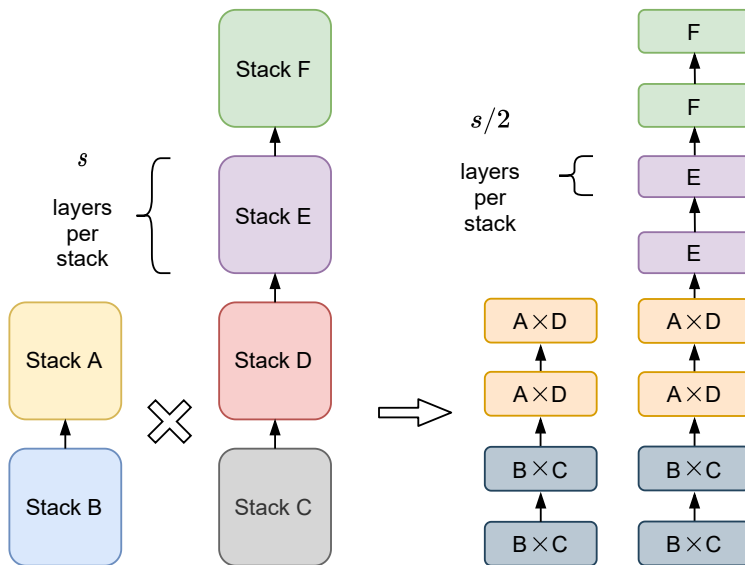 Stack F
s
layers
per
stack
Stack E
Stack A
Stack D
Stack B
Stack C
F
F
s/2
layers
per
stack
E
E
A×D
A×D
A×D
A×D
B×C
B×C
B×C
B×C